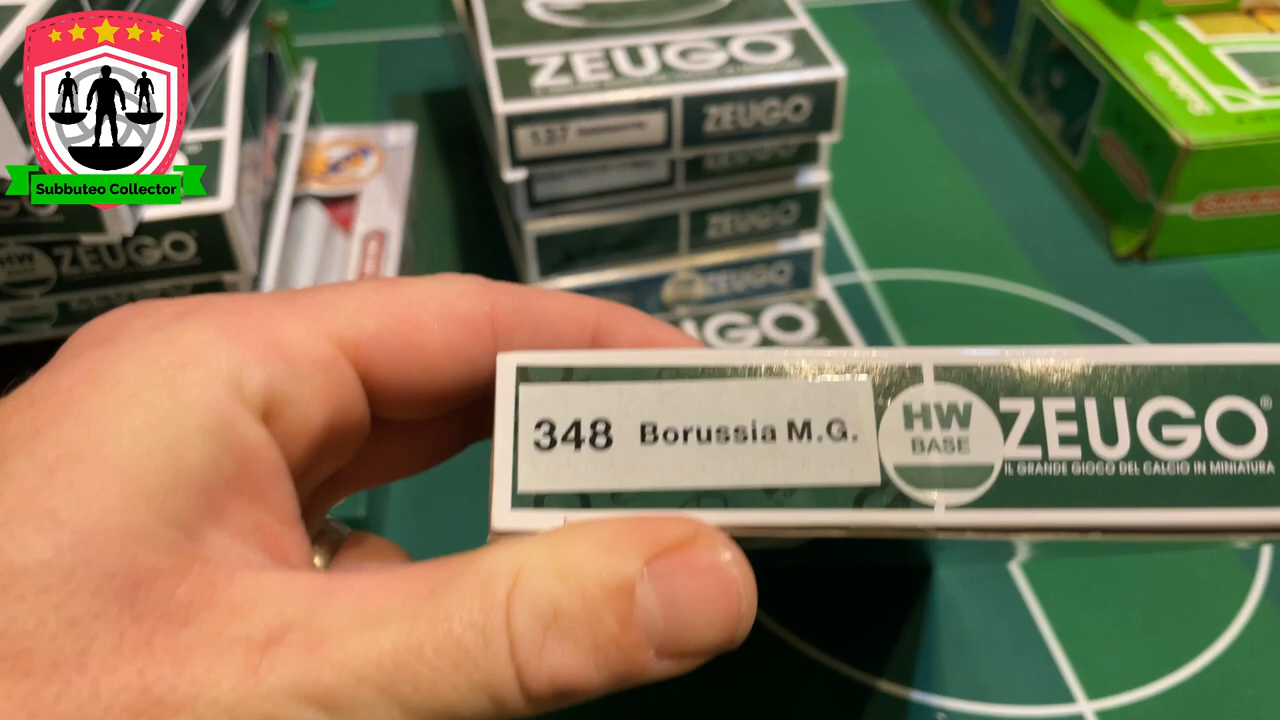 Subbuteo Collector
ZEUGO
137
ZEUGO
ZEUGO
ZEUGO
HW
ZEUGO
348 Borussia M.G.
HW
BASE
ZEUGO®
IL GRANDE GIOCO DEL CALCIO IN MINIATURA